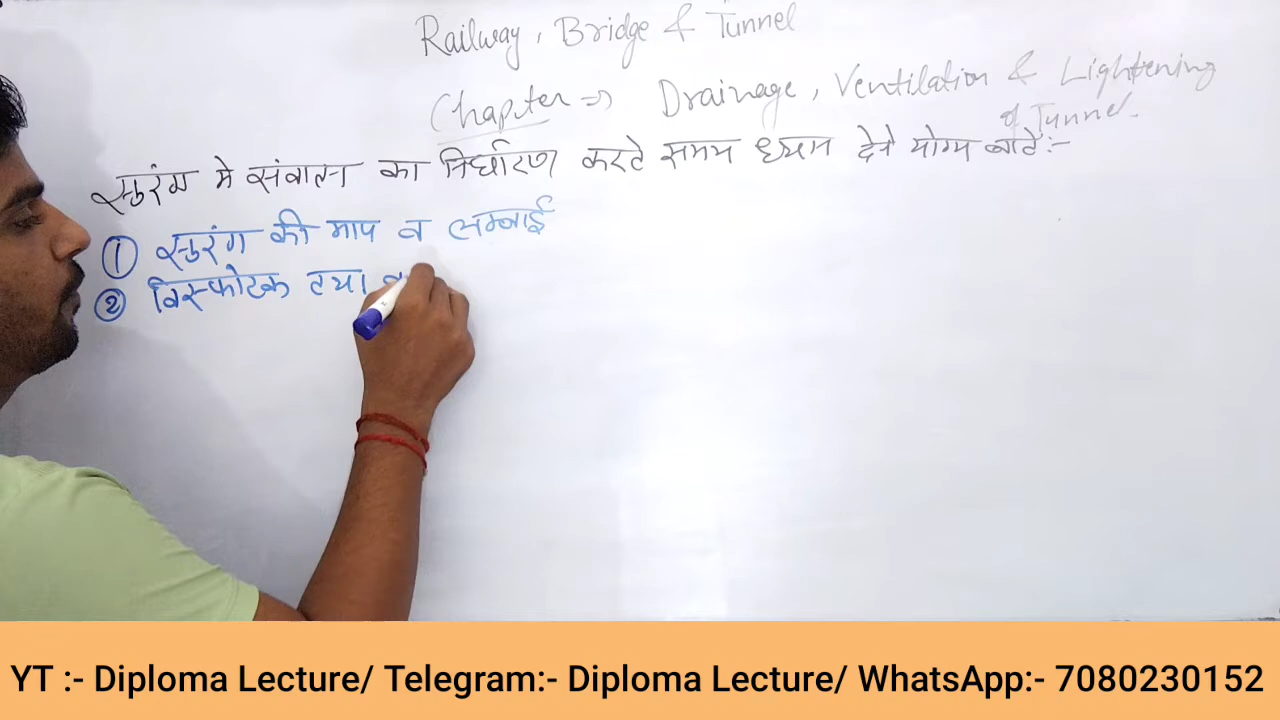 Railway, Bridge & Tunnel
Chapter => Drainage, Ventilation & Lightening
of Tunnel.
सुरंग मे संवातन का निर्धारण करते समय ध्यान देने योग्य बातें:-
① सुरंग की माप व लम्बाई
② विस्फोटक तथा
YT :- Diploma Lecture/ Telegram:- Diploma Lecture/ WhatsApp:- 7080230152